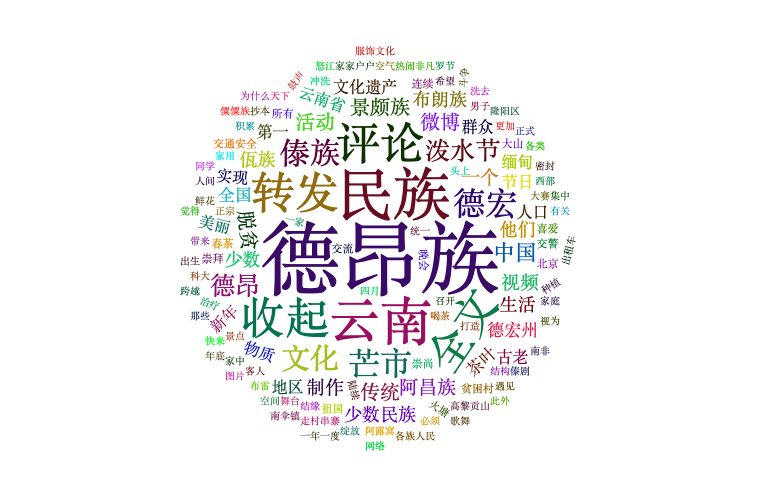 服饰文化
怒江
家家户户
空气
热闹非凡
罗节
斗争
鼓声
冲洗
文化遗产
连续
希望
洗去
为什么
天下
云南省
景颇族
布朗族
男子
隆阳区
傈僳族
抄本
所有
活动
微博
群众
更加
正式
积累
第一
评论
泼水节
大山
各类
交通安全
傣族
缅甸
家用
佤族
密封
同学
实现
转发
民族
头上
一个
节日
西部
人间
全国
德宏
大赛
集中
鲜花
脱贫
人口
有关
觉得
正宗
美丽
一家
统一
他们
喜爱
带来
春茶
德昂族
交流
晚会
中国
交警
出租车
出生
崇拜
少数
北京
科大
德昂
四月
视频
种植
家庭
跨越
治疗
收起
云南
召开
全文
生活
那些
新年
喝茶
打造
德宏州
视为
快来
景点
物质
文化
芒市
崇尚
茶叶
古老
南非
年底
家中
结构
傣剧
图片
客人
布雷
地区
制作
陆续
传统
阿昌族
贫困村
遇见
空间
舞台
结缘
祖国
少数民族
火塘
高黎贡山
此外
南伞镇
走村串寨
必须
歌舞
一年一度
绽放
阿露窝
各族人民
网络